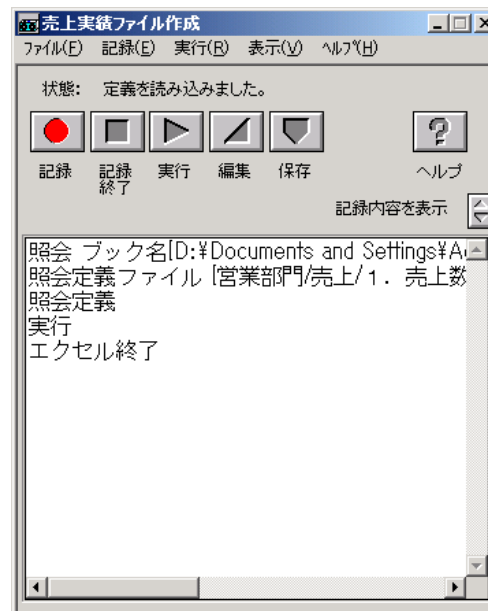 売上実績ファイル作成
ファイル(F) 記録(E) 実行(R) 表示(V) ヘルプ(H)
状態: 定義を読み込みました。
記録 記録終了 実行 編集 保存 ヘルプ
記録内容を表示
照会 ブック名[D:¥Documents and Settings¥A
照会定義ファイル [営業部門/売上/1．売上数
照会定義
実行
エクセル終了